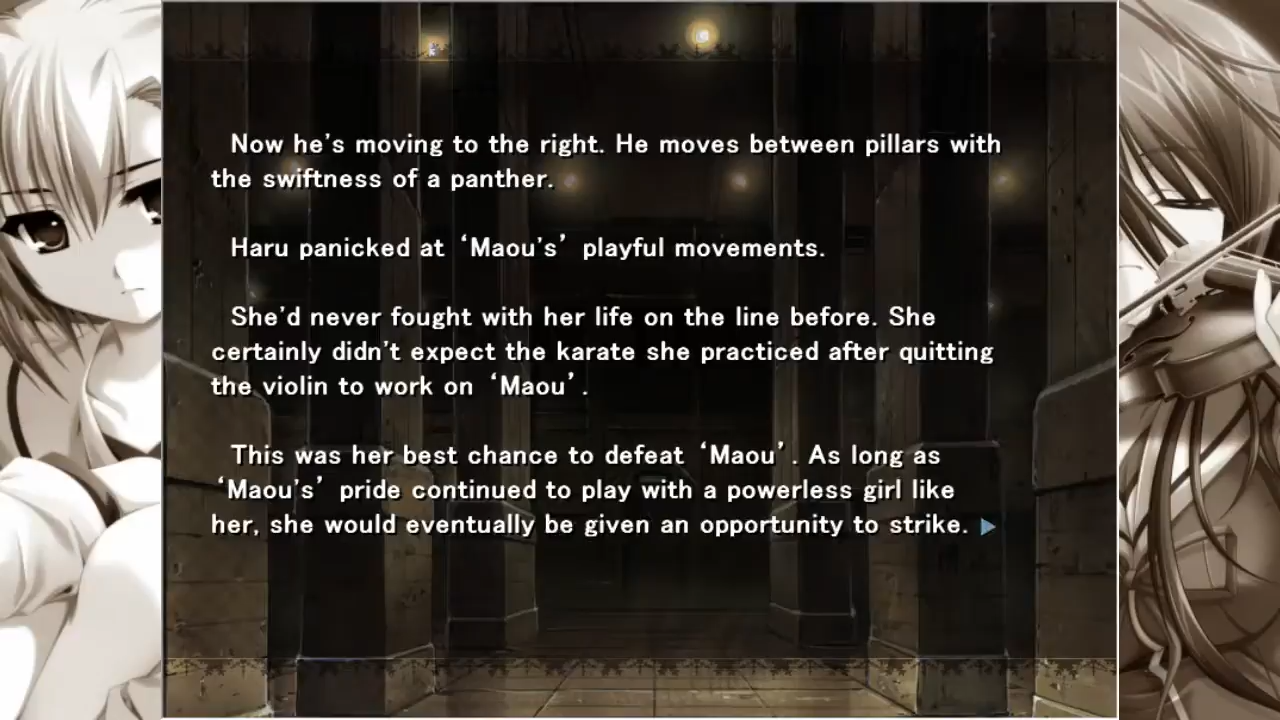 Now he's moving to the right. He moves between pillars with
the swiftness of a panther.
Haru panicked at ‘Maou's’ playful movements.
She'd never fought with her life on the line before. She
certainly didn't expect the karate she practiced after quitting
the violin to work on ‘Maou’.
This was her best chance to defeat ‘Maou’. As long as
‘Maou's’ pride continued to play with a powerless girl like
her, she would eventually be given an opportunity to strike.